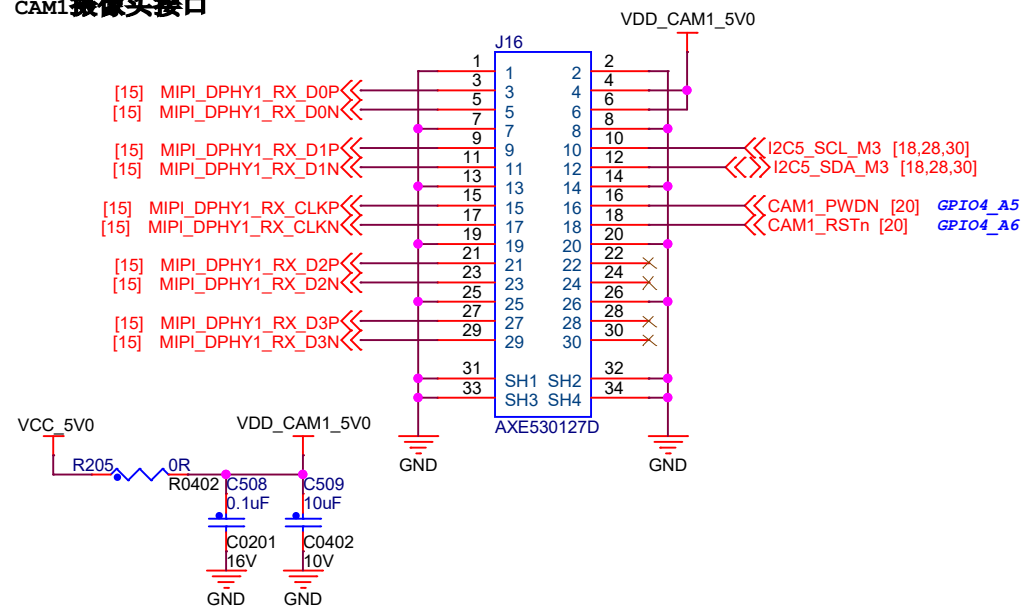 CAM1摄像头接口
VDD_CAM1_5V0
J16
1 1 2 2
3 3 4 4
[15] MIPI_DPHY1_RX_D0P
5 5 6 6
[15] MIPI_DPHY1_RX_D0N
7 7 8 8
9 9 10 10
[15] MIPI_DPHY1_RX_D1P
I2C5_SCL_M3 [18,28,30]
11 11 12 12
[15] MIPI_DPHY1_RX_D1N
I2C5_SDA_M3 [18,28,30]
13 13 14 14
15 15 16 16
[15] MIPI_DPHY1_RX_CLKP
CAM1_PWDN [20] GPIO4_A5
17 17 18 18
[15] MIPI_DPHY1_RX_CLKN
CAM1_RSTn [20] GPIO4_A6
19 19 20 20
21 21 22 22
[15] MIPI_DPHY1_RX_D2P
23 23 24 24
[15] MIPI_DPHY1_RX_D2N
25 25 26 26
27 27 28 28
[15] MIPI_DPHY1_RX_D3P
29 29 30 30
[15] MIPI_DPHY1_RX_D3N
31 SH1 SH2 32
33 SH3 SH4 34
AXE530127D
GND GND
VCC_5V0 VDD_CAM1_5V0
R205 0R
R0402 C508 C509
0.1uF 10uF
C0201 C0402
16V 10V
GND GND